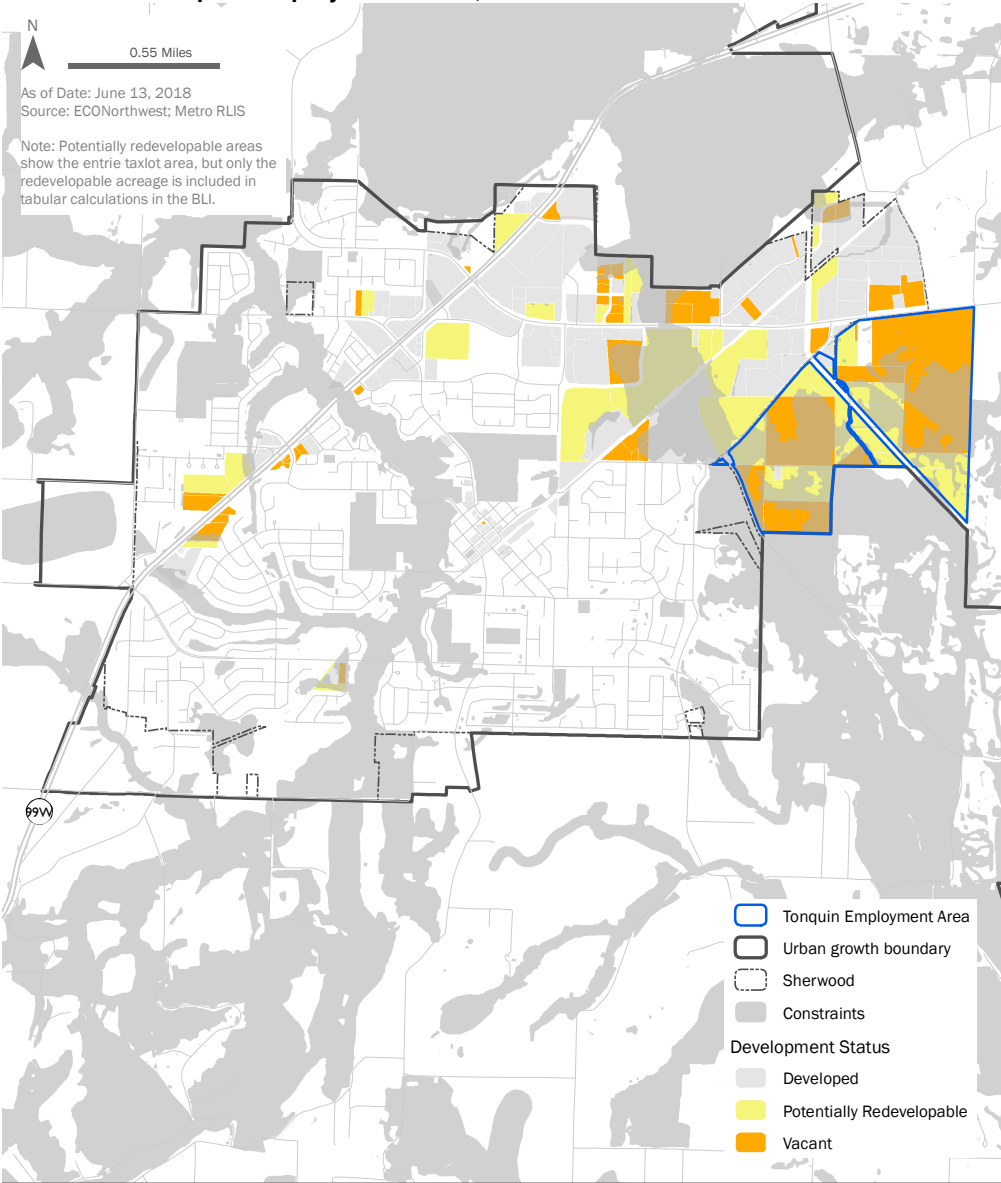 N
0.55 Miles
As of Date: June 13, 2018
Source: ECONorthwest; Metro RLIS
Note: Potentially redevelopable areas
show the entrie taxlot area, but only the
redevelopable acreage is included in
tabular calculations in the BLI.
99W
Tonquin Employment Area
Urban growth boundary
Sherwood
Constraints
Development Status
Developed
Potentially Redevelopable
Vacant